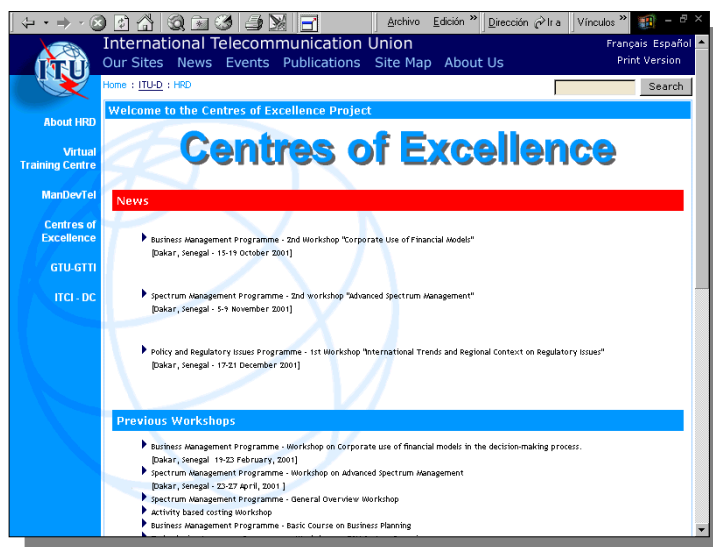 Archivo Edición » Dirección Ir a Vínculos »
International Telecommunication Union
Français Español
Our Sites News Events Publications Site Map About Us
Print Version
ITU
Home : ITU-D : HRD
Search
Welcome to the Centres of Excellence Project
About HRD
Virtual
Training Centre
ManDevTel
Centres of
Excellence
GTU-GTTI
ITCI - DC
Centres of Excellence
News
Business Management Programme - 2nd Workshop "Corporate Use of Financial Models"
[Dakar, Senegal - 15-19 October 2001]
Spectrum Management Programme - 2nd workshop "Advanced Spectrum Management"
[Dakar, Senegal - 5-9 November 2001]
Policy and Regulatory Issues Programme - 1st Workshop "International Trends and Regional Context on Regulatory Issues"
[Dakar, Senegal - 17-21 December 2001]
Previous Workshops
Business Management Programme - Workshop on Corporate use of financial models in the decision-making process.
[Dakar, Senegal 19-23 February, 2001]
Spectrum Management Programme - Workshop on Advanced Spectrum Management
[Dakar, Senegal - 23-27 April, 2001 ]
Spectrum Management Programme - General Overview Workshop
Activity based costing Workshop
Business Management Programme - Basic Course on Business Planning